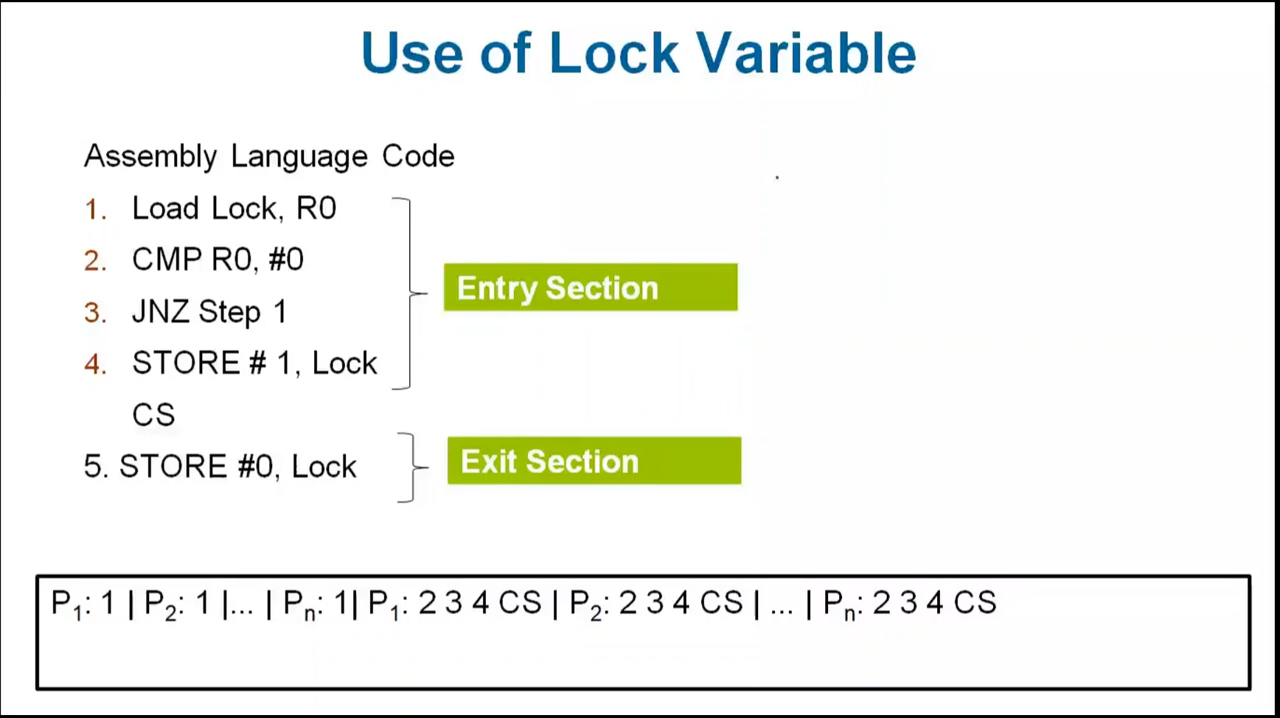 Use of Lock Variable
Assembly Language Code
1. Load Lock, R0
2. CMP R0, #0
3. JNZ Step 1
4. STORE # 1, Lock
CS
5. STORE #0, Lock
Entry Section
Exit Section
P₁: 1 | P₂: 1 |... | Pₙ: 1| P₁: 2 3 4 CS | P₂: 2 3 4 CS | ... | Pₙ: 2 3 4 CS